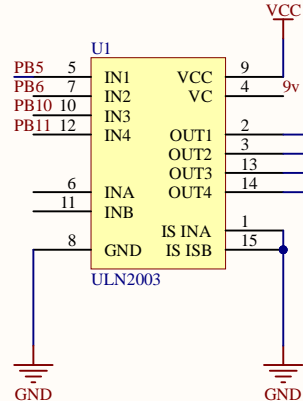 VCC
U1
PB5 5 IN1 VCC 9
PB6 7 IN2 VC 4 9v
PB10 10 IN3
PB11 12 IN4 OUT1 2
OUT2 3
OUT3 13
6 INA OUT4 14
11 INB
IS INA 1
8 GND IS ISB 15
ULN2003
GND GND